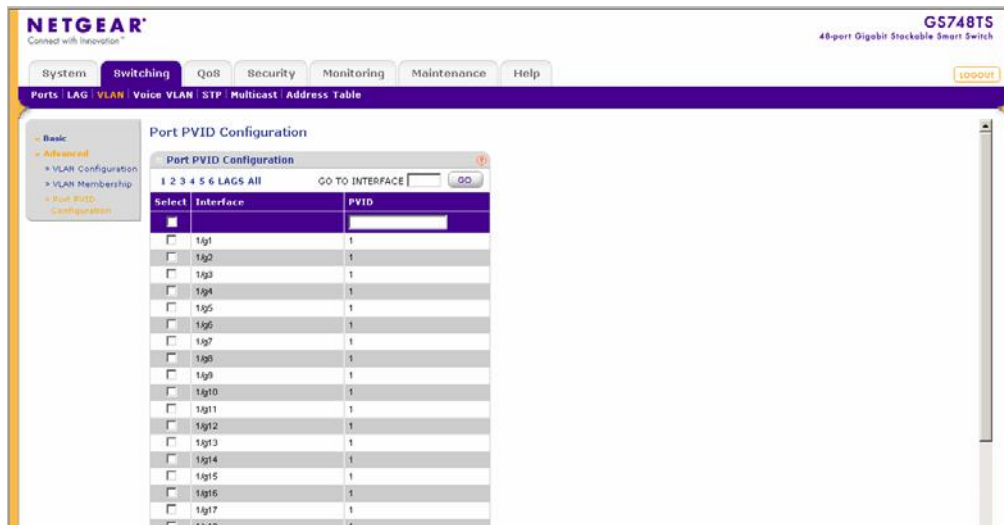 NETGEAR
Connect with Innovation™
GS748TS
48-port Gigabit Stackable Smart Switch
System Switching QoS Security Monitoring Maintenance Help
LOGOUT
Ports LAG VLAN Voice VLAN STP Multicast Address Table
Basic
Advanced
VLAN Configuration
VLAN Membership
Port PVID
Configuration
Port PVID Configuration
Port PVID Configuration
1 2 3 4 5 6 LAGS All GO TO INTERFACE GO
Select Interface PVID
1/g1 1
1/g2 1
1/g3 1
1/g4 1
1/g5 1
1/g6 1
1/g7 1
1/g8 1
1/g9 1
1/g10 1
1/g11 1
1/g12 1
1/g13 1
1/g14 1
1/g15 1
1/g16 1
1/g17 1